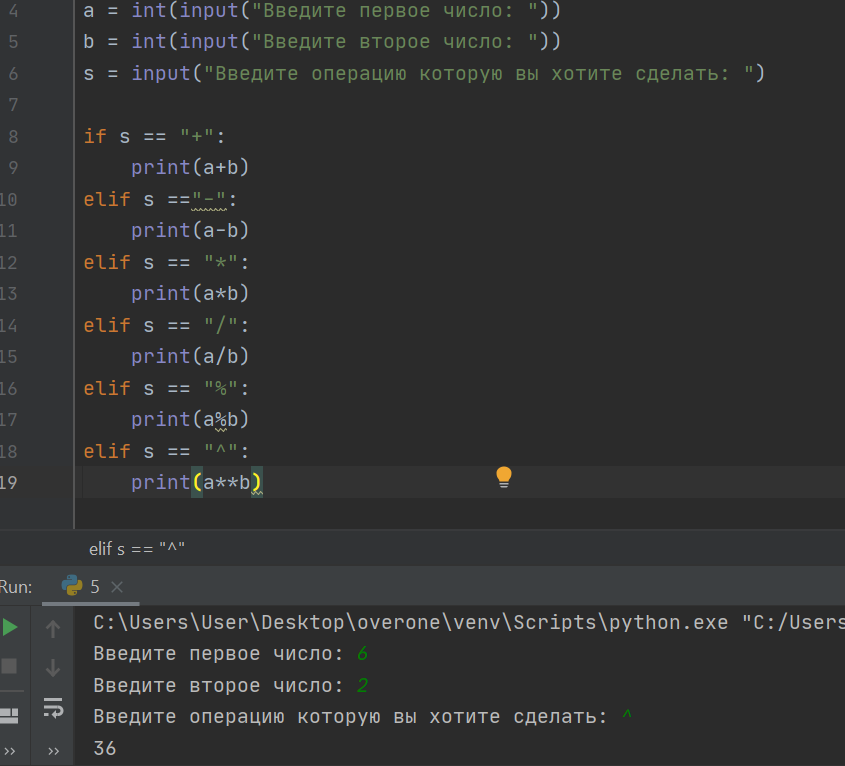 4 a = int(input("Введите первое число: "))
5 b = int(input("Введите второе число: "))
6 s = input("Введите операцию которую вы хотите сделать: ")
7
8 if s == "+":
9 print(a+b)
10 elif s =="-":
11 print(a-b)
12 elif s == "*":
13 print(a*b)
14 elif s == "/":
15 print(a/b)
16 elif s == "%":
17 print(a%b)
18 elif s == "^":
19 print(a**b)
elif s == "^"
Run: 5
C:\Users\User\Desktop\overone\venv\Scripts\python.exe "C:/Users
Введите первое число: 6
Введите второе число: 2
Введите операцию которую вы хотите сделать: ^
36